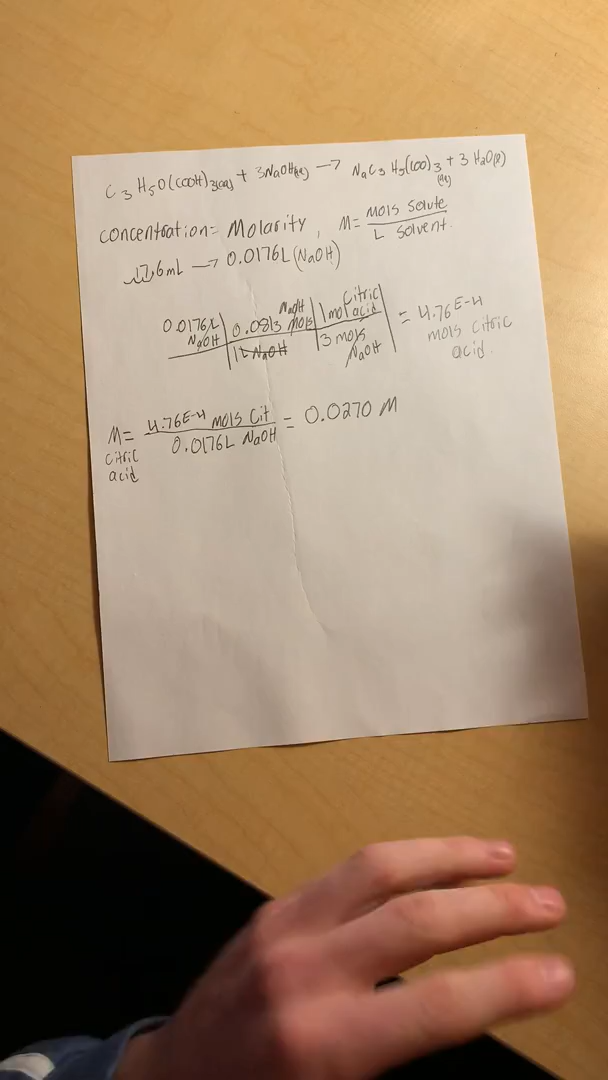 C3H5O(COOH)3(aq) + 3NaOH(aq) → NaC3H5(COO)3(aq) + 3H2O(l)
concentration = Molarity, M = mols solute / L solvent.
17.6mL → 0.0176L (NaOH)
0.0176L NaOH | 0.0813 mols NaOH / 1L NaOH | 1 mol citric acid / 3 mols NaOH | = 4.76E-4 mols citric acid.
M citric acid = 4.76E-4 mols Cit / 0.0176L NaOH = 0.0270 M